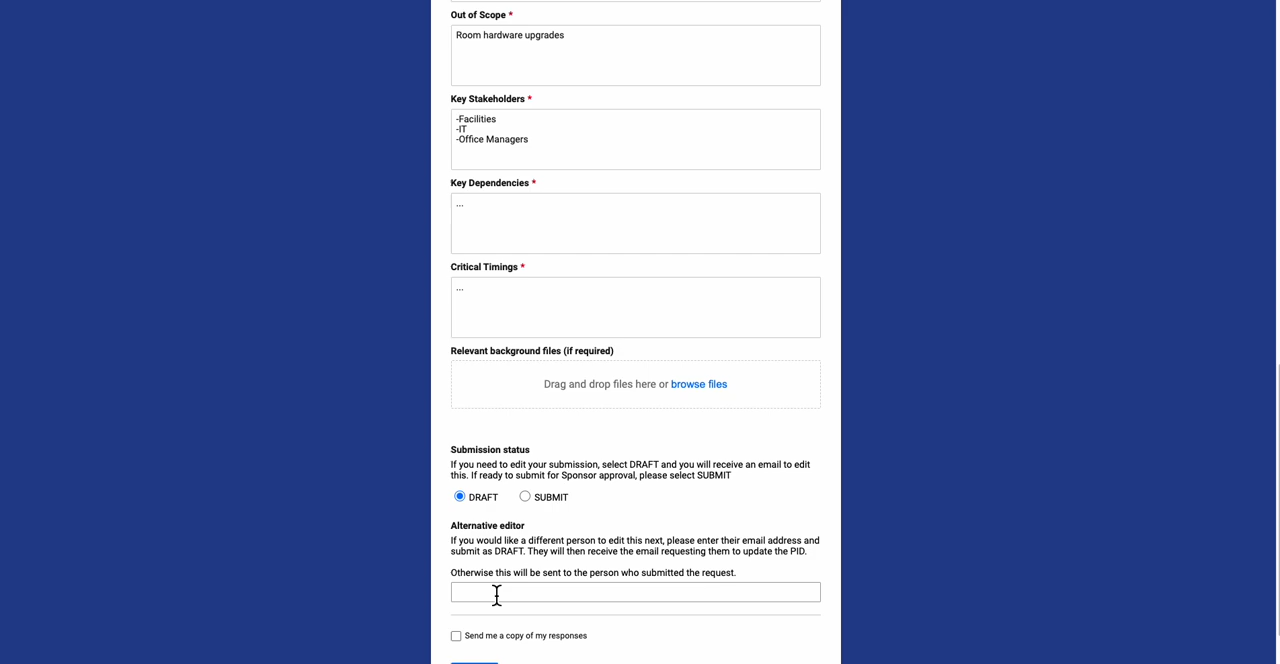 Out of Scope *
Room hardware upgrades
Key Stakeholders *
-Facilities
-IT
-Office Managers
Key Dependencies *
...
Critical Timings *
...
Relevant background files (if required)
Drag and drop files here or browse files
Submission status
If you need to edit your submission, select DRAFT and you will receive an email to edit
this. If ready to submit for Sponsor approval, please select SUBMIT
DRAFT SUBMIT
Alternative editor
If you would like a different person to edit this next, please enter their email address and
submit as DRAFT. They will then receive the email requesting them to update the PID.
Otherwise this will be sent to the person who submitted the request.
Send me a copy of my responses